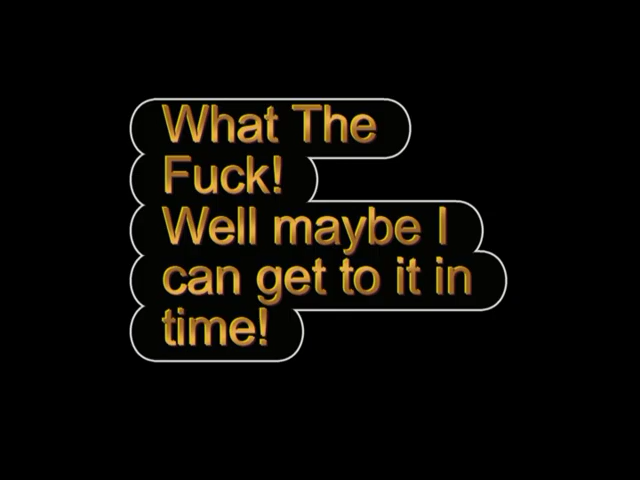 What The
Fuck!
Well maybe I
can get to it in
time!